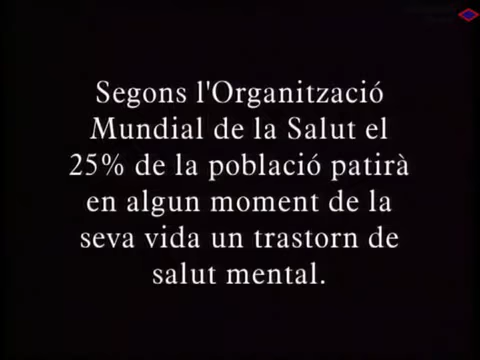 Segons l'Organització
Mundial de la Salut el
25% de la població patirà
en algun moment de la
seva vida un trastorn de
salut mental.